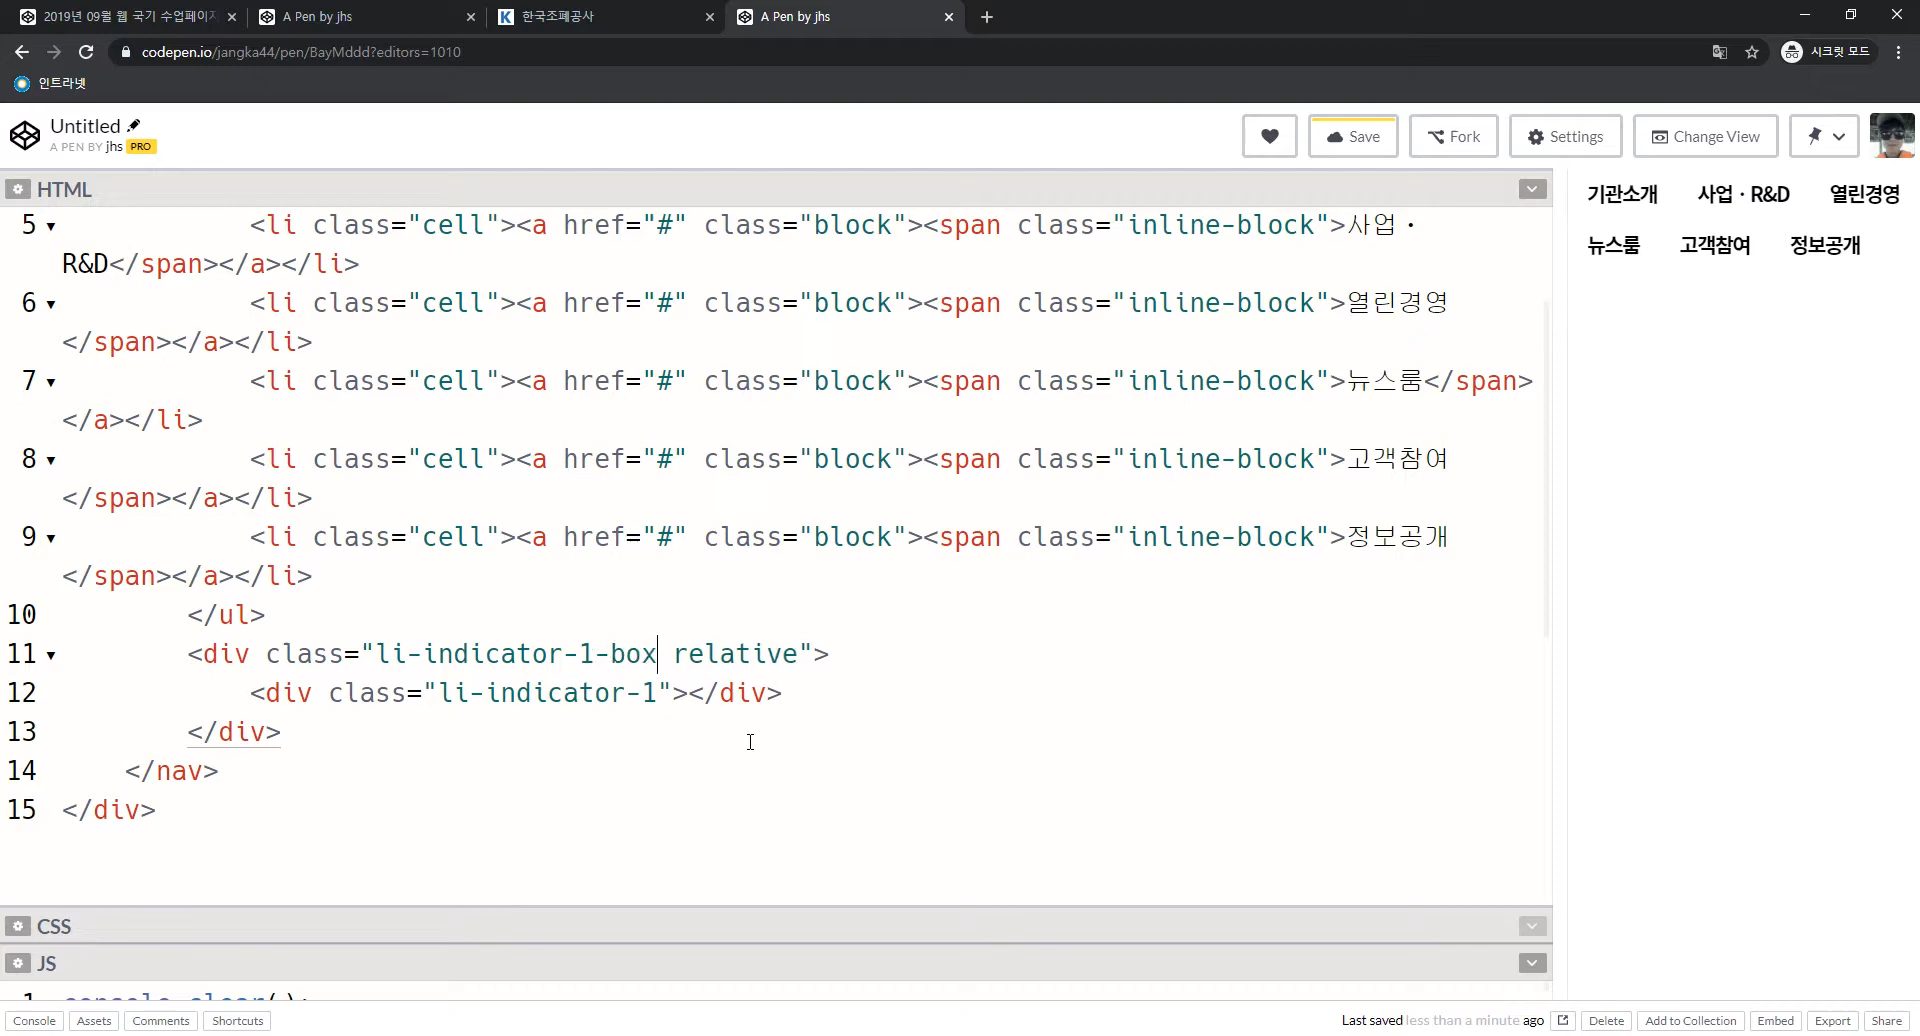 2019년 09월 웹 국기 수업페이지
A Pen by jhs
한국조폐공사
A Pen by jhs
codepen.io/jangka44/pen/BayMddd?editors=1010
시크릿 모드
인트라넷
Untitled
A PEN BY jhs PRO
Save
Fork
Settings
Change View
HTML
5 <li class="cell"><a href="#" class="block"><span class="inline-block">사업·
R&D</span></a></li>
6 <li class="cell"><a href="#" class="block"><span class="inline-block">열린경영
</span></a></li>
7 <li class="cell"><a href="#" class="block"><span class="inline-block">뉴스룸</span>
</a></li>
8 <li class="cell"><a href="#" class="block"><span class="inline-block">고객참여
</span></a></li>
9 <li class="cell"><a href="#" class="block"><span class="inline-block">정보공개
</span></a></li>
10 </ul>
11 <div class="li-indicator-1-box relative">
12 <div class="li-indicator-1"></div>
13 </div>
14 </nav>
15 </div>
기관소개 사업·R&D 열린경영
뉴스룸 고객참여 정보공개
CSS
JS
1 console.clear();
Console
Assets
Comments
Shortcuts
Last saved less than a minute ago
Delete
Add to Collection
Embed
Export
Share